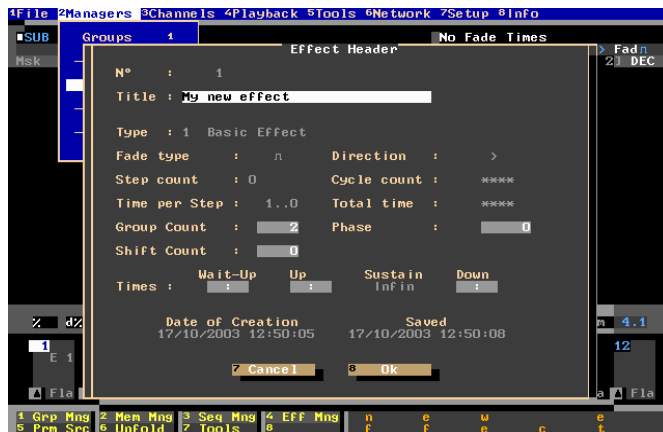 1File 2Managers 3Channels 4Playback 5Tools 6Network 7Setup 8Info
■SUB Groups 1 No Fade Times
Effect Header
> Fad⊓
Msk 2] DEC
N° : 1
Title : My new effect
Type : 1 Basic Effect
Fade type : ⊓ Direction : >
Step count : 0 Cycle count : ****
Time per Step : 1..0 Total time : ****
Group Count : 2 Phase : 0
Shift Count : 0
Wait-Up Up Sustain Down
Times : : : Infin :
% d% Date of Creation Saved m 4.1
17/10/2003 12:50:05 17/10/2003 12:50:08
1 12
E 1
7 Cancel 8 Ok
Fla a Fla
1 Grp Mng 2 Mem Mng 3 Seq Mng 4 Eff Mng n e w e
5 Prm Src 6 Unfold 7 Tools 8 f f e c t